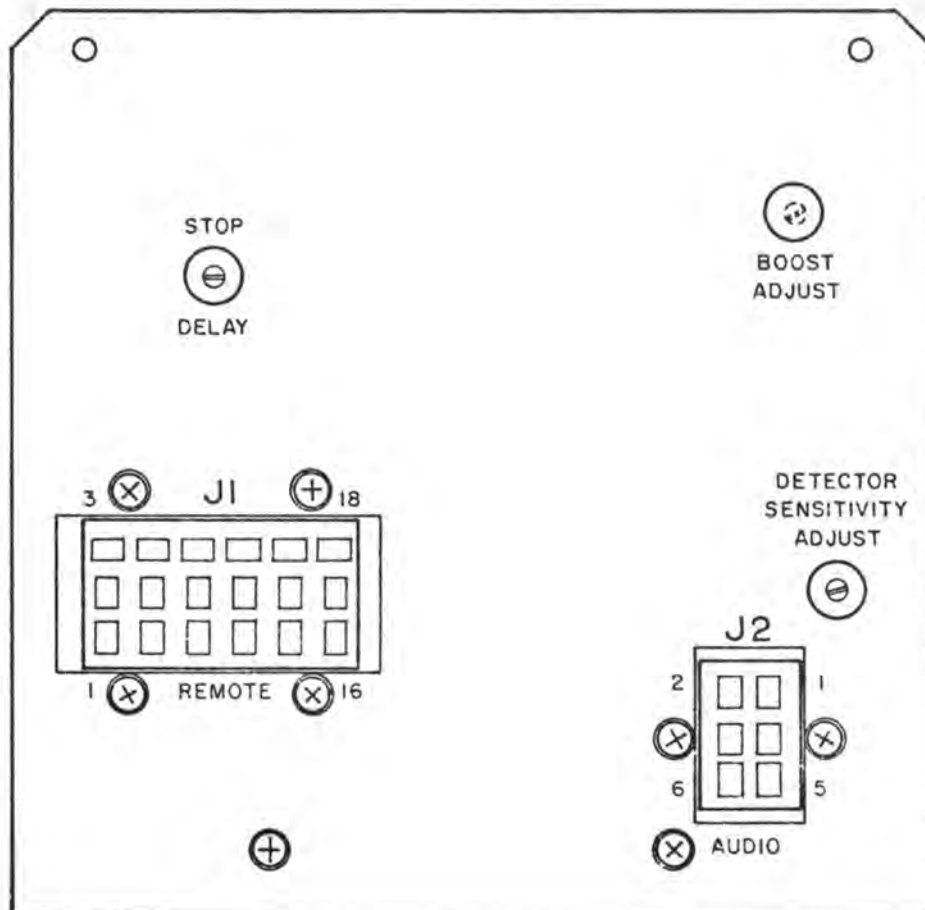 STOP
DELAY
BOOST
ADJUST
3 J1 18
1 REMOTE 16
DETECTOR
SENSITIVITY
ADJUST
J2
2 1
6 5
AUDIO